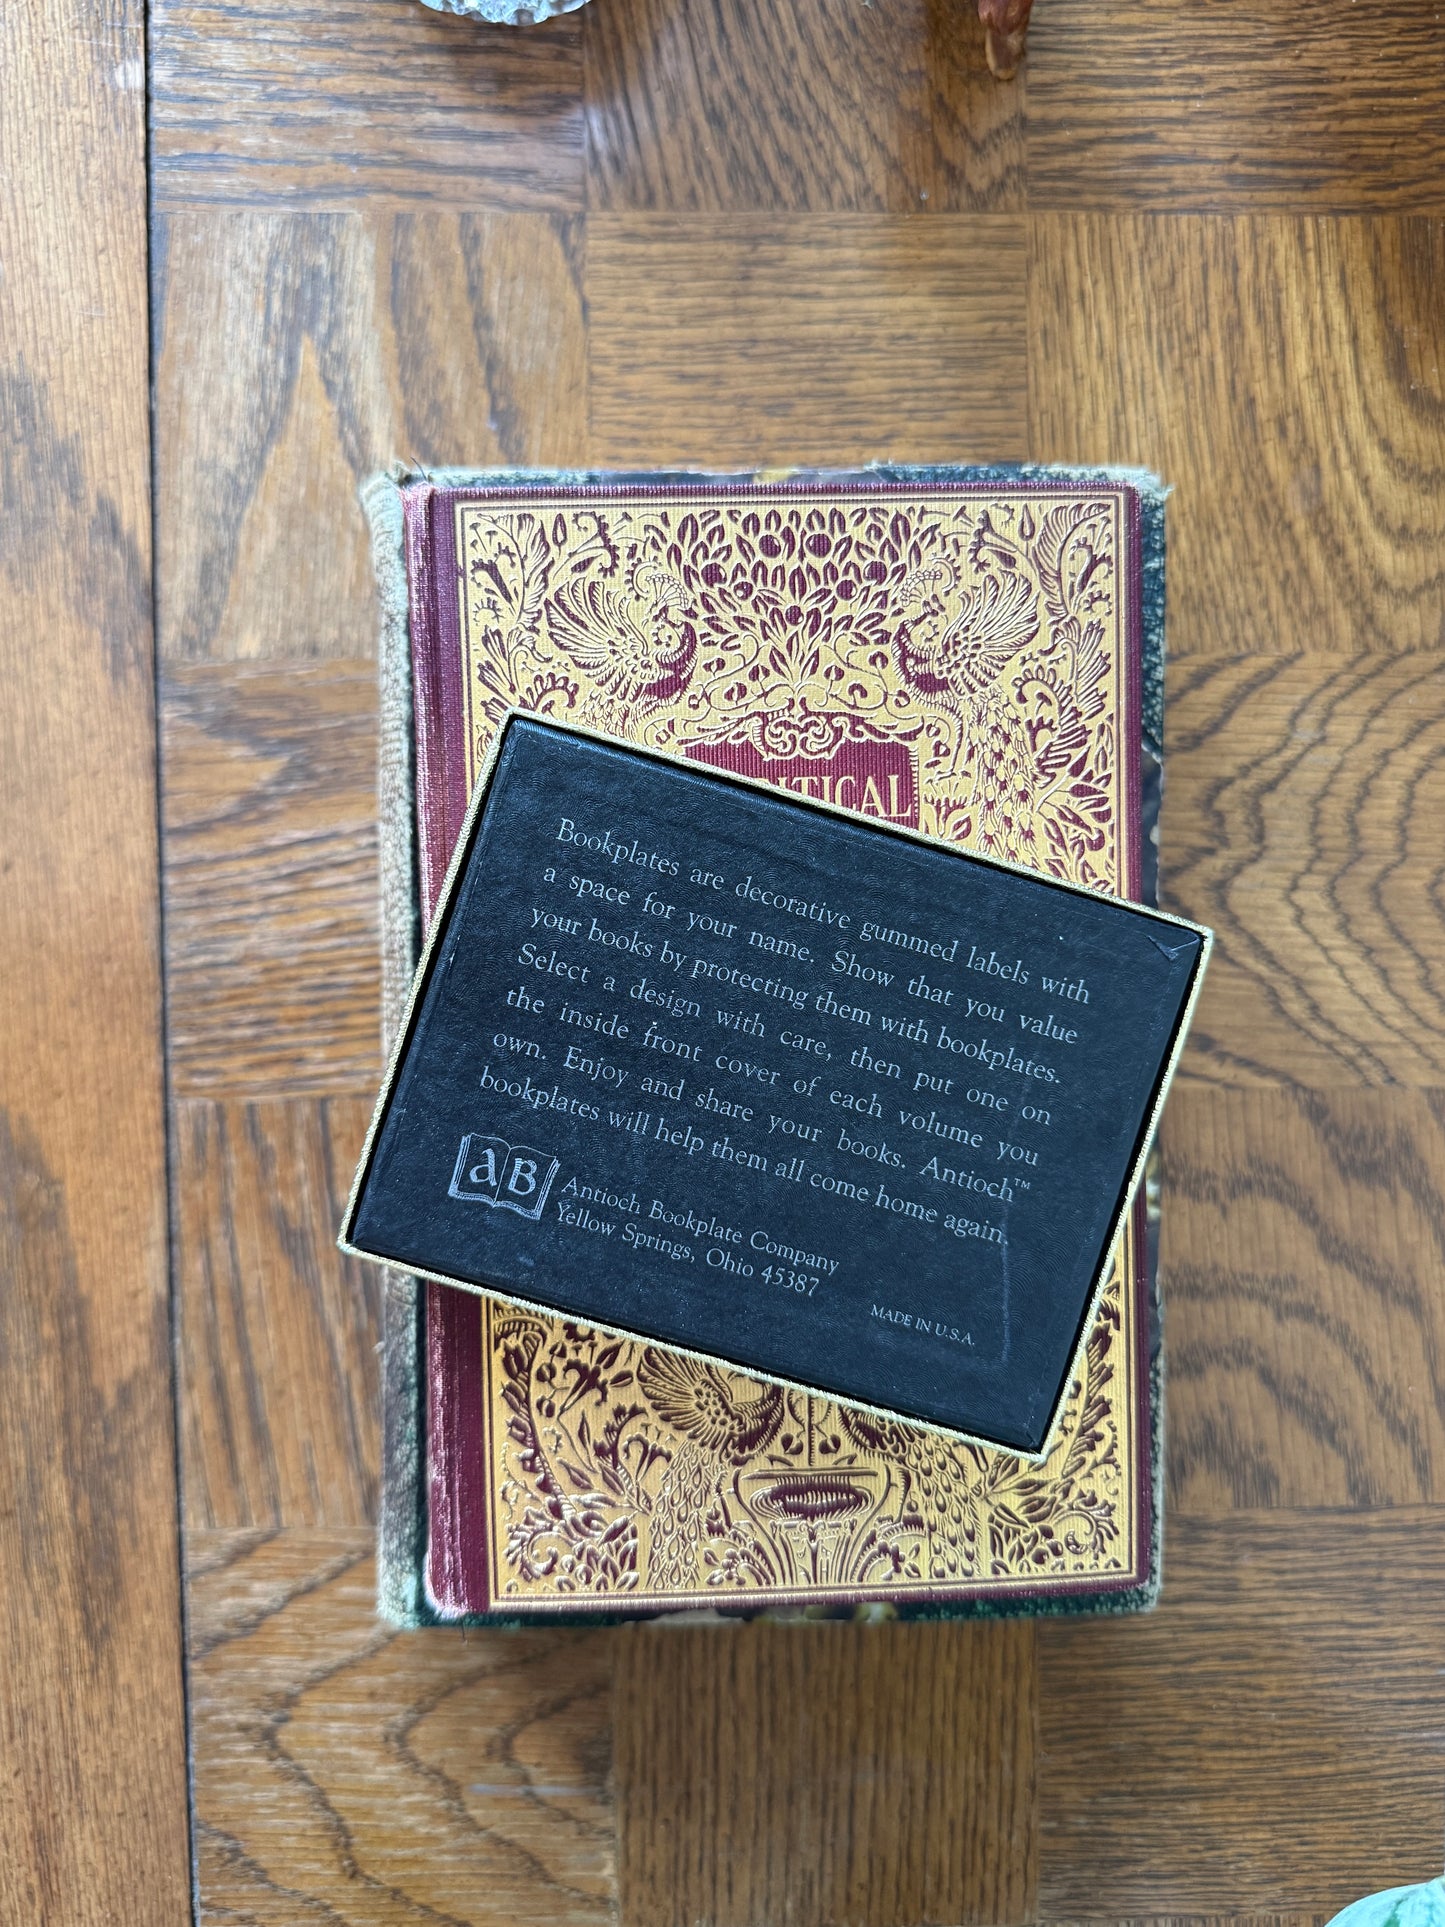 Bookplates are decorative gummed labels with
a space for your name. Show that you value
your books by protecting them with bookplates.
Select a design with care, then put one on
the inside front cover of each volume you
own. Enjoy and share your books. Antioch™
bookplates will help them all come home again.
aB
Antioch Bookplate Company
Yellow Springs, Ohio 45387
MADE IN U.S.A.